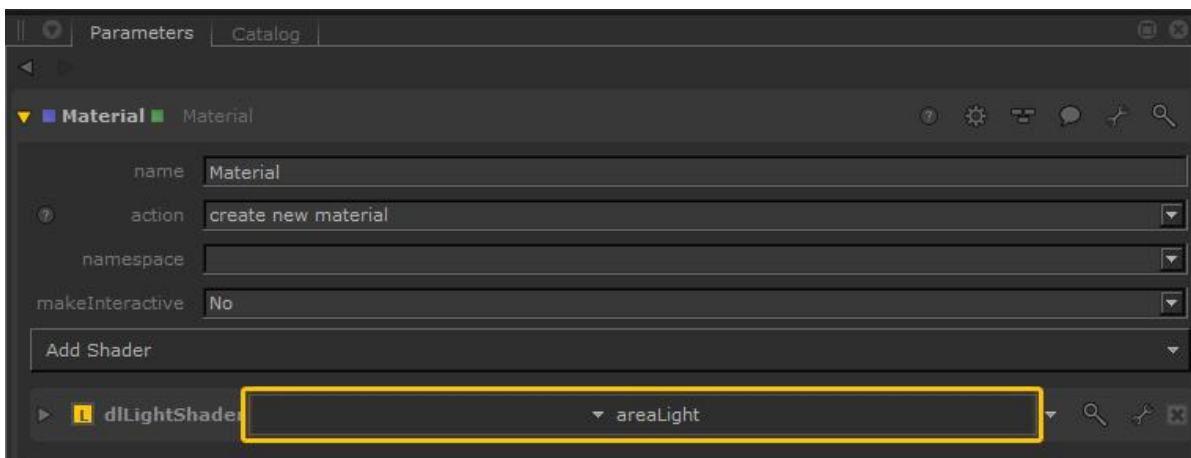 Parameters Catalog
Material Material
name Material
action create new material
namespace
makeInteractive No
Add Shader
L dlLightShader areaLight